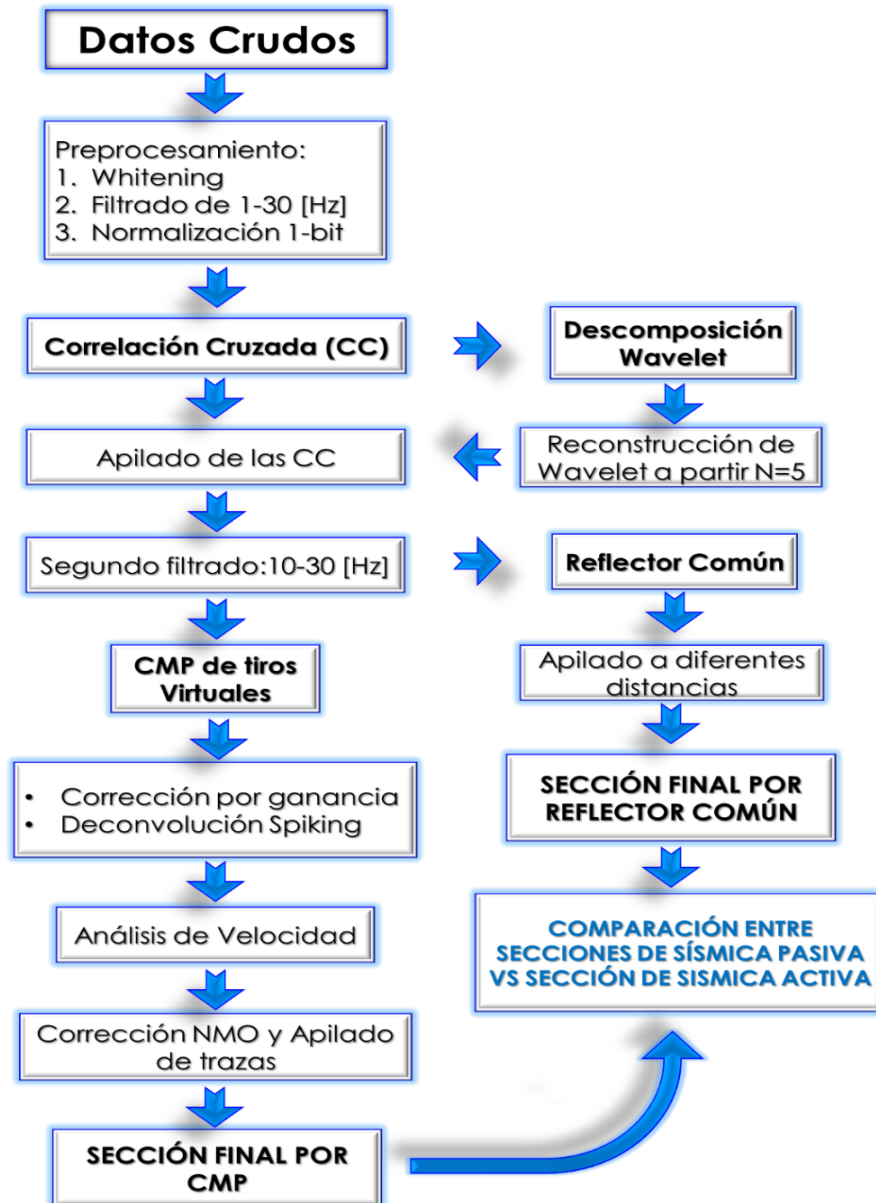 Datos Crudos
Preprocesamiento:
1. Whitening
2. Filtrado de 1-30 [Hz]
3. Normalización 1-bit
Correlación Cruzada (CC)
Descomposición
Wavelet
Reconstrucción de
Wavelet a partir N=5
Apilado de las CC
Segundo filtrado:10-30 [Hz]
Reflector Común
CMP de tiros
Virtuales
Apilado a diferentes
distancias
• Corrección por ganancia
• Deconvolución Spiking
SECCIÓN FINAL POR
REFLECTOR COMÚN
Análisis de Velocidad
COMPARACIÓN ENTRE
SECCIONES DE SÍSMICA PASIVA
VS SECCIÓN DE SISMICA ACTIVA
Corrección NMO y Apilado
de trazas
SECCIÓN FINAL POR
CMP